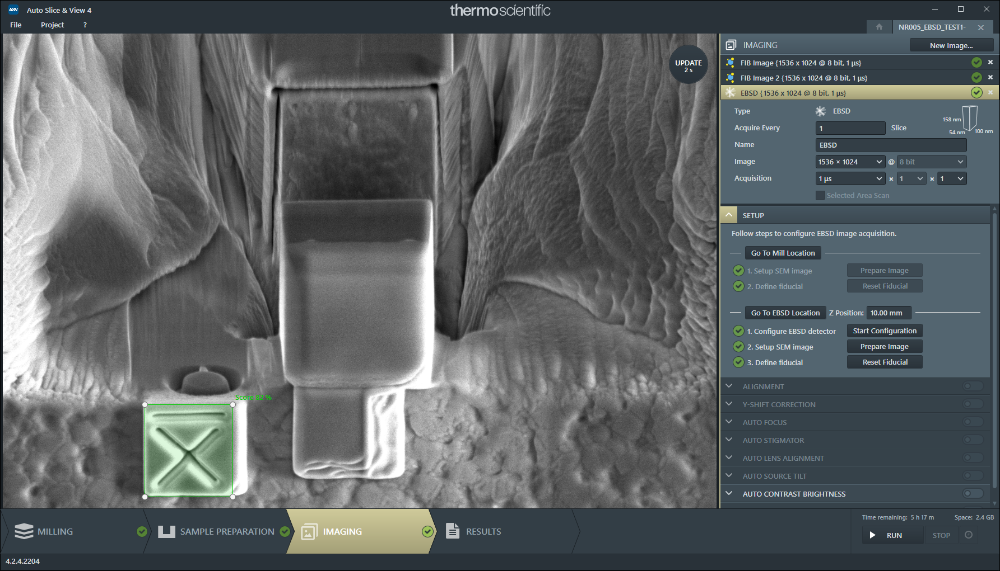 ASV Auto Slice & View 4
thermoscientific
File Project ?
NR005_EBSD_TEST1-
UPDATE
2 s
IMAGING
New Image...
FIB Image {1536 x 1024 @ 8 bit, 1 µs}
FIB Image 2 {1536 x 1024 @ 8 bit, 1 µs}
EBSD {1536 x 1024 @ 8 bit, 1 µs}
Type EBSD
158 nm
54 nm
100 nm
Acquire Every 1 Slice
Name EBSD
Image 1536 × 1024 @ 8 bit
Acquisition 1 µs × 1 × 1
Selected Area Scan
SETUP
Follow steps to configure EBSD image acquisition.
Go To Mill Location
1. Setup SEM image Prepare Image
2. Define fiducial Reset Fiducial
Go To EBSD Location Z Position: 10.00 mm
1. Configure EBSD detector Start Configuration
2. Setup SEM image Prepare Image
3. Define fiducial Reset Fiducial
ALIGNMENT
Y-SHIFT CORRECTION
AUTO FOCUS
AUTO STIGMATOR
AUTO LENS ALIGNMENT
AUTO SOURCE TILT
AUTO CONTRAST BRIGHTNESS
Score 82 %
MILLING
SAMPLE PREPARATION
IMAGING
RESULTS
Time remaining: 5 h 17 m Space: 2.4 GB
RUN STOP
4.2.4.2204